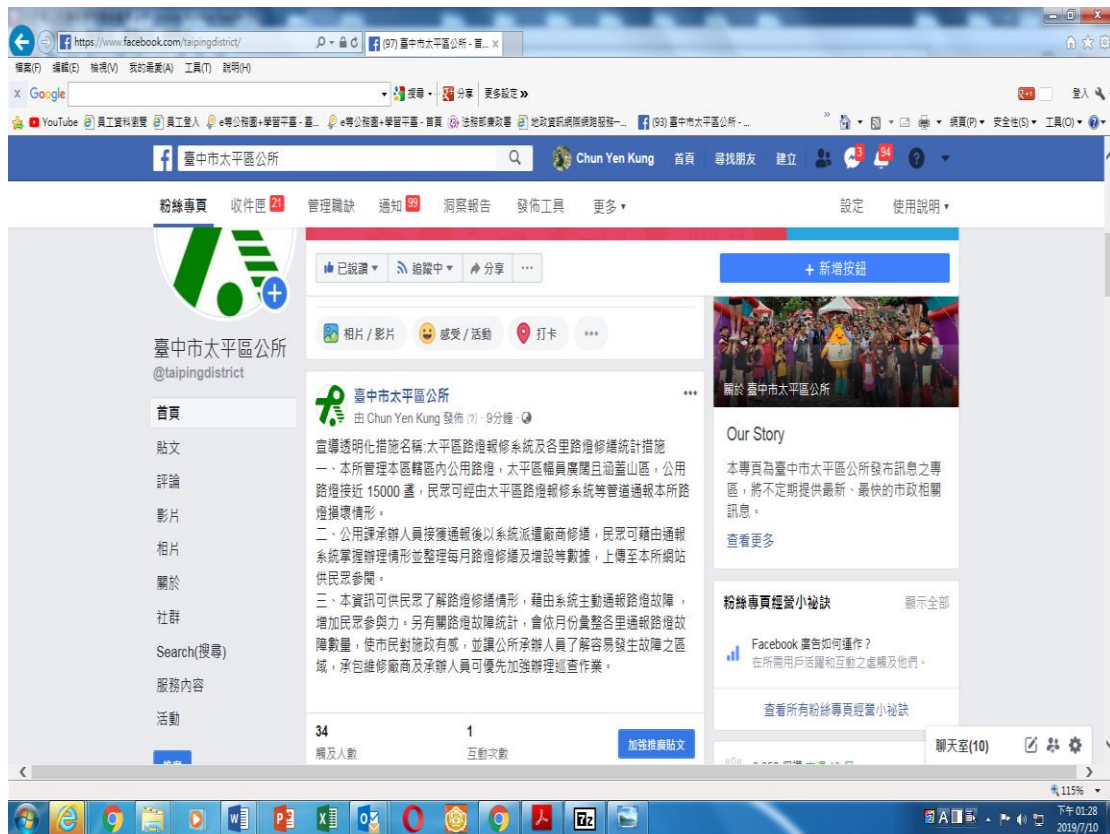 https://www.facebook.com/taipingdistrict/
(97) 臺中市太平區公所 - 首...
檔案(F) 編輯(E) 檢視(V) 我的最愛(A) 工具(T) 說明(H)
x Google 搜尋 分享 更多設定 » 登入
YouTube 員工資料瀏覽 員工登入 e等公務園+學習平臺 - 臺... e等公務園+學習平臺 - 首頁 法務部廉政署 地政資訊網際網路服務—... (93) 臺中市太平區公所 -... » 網頁(P) 安全性(S) 工具(O)
臺中市太平區公所 Chun Yen Kung 首頁 尋找朋友 建立 3 94
粉絲專頁 收件匣 21 管理職缺 通知 99 洞察報告 發佈工具 更多 設定 使用說明
已說讚 追蹤中 分享 ... + 新增按鈕
臺中市太平區公所
@taipingdistrict
首頁
貼文
評論
影片
相片
關於
社群
Search(搜尋)
服務內容
活動
相片 / 影片 感受 / 活動 打卡 ...
臺中市太平區公所 ...
由 Chun Yen Kung 發佈 [?] · 9分鐘 ·
宣導透明化措施名稱:太平區路燈報修系統及各里路燈修繕統計措施
一、本所管理本區轄區內公用路燈，太平區幅員廣闊且涵蓋山區，公用
路燈接近 15000 盞，民眾可經由太平區路燈報修系統等管道通報本所路
燈損壞情形。
二、公用課承辦人員接獲通報後以系統派遣廠商修繕，民眾可藉由通報
系統掌握辦理情形並整理每月路燈修繕及增設等數據，上傳至本所網站
供民眾參閱。
三、本資訊可供民眾了解路燈修繕情形，藉由系統主動通報路燈故障 ，
增加民眾參與力。另有關路燈故障統計，會依月份彙整各里通報路燈故
障數量，使市民對施政有感，並讓公所承辦人員了解容易發生故障之區
域，承包維修廠商及承辦人員可優先加強辦理巡查作業。
34 1
觸及人數 互動次數 加強推廣貼文
關於 臺中市太平區公所
Our Story
本專頁為臺中市太平區公所發布訊息之專
區，將不定期提供最新、最快的市政相關
訊息。
查看更多
粉絲專頁經營小祕訣 顯示全部
Facebook 廣告如何運作？
在所需用戶活躍和互動之處觸及他們。
查看所有粉絲專頁經營小祕訣
聊天室(10)
115%
下午 01:28
2019/7/10